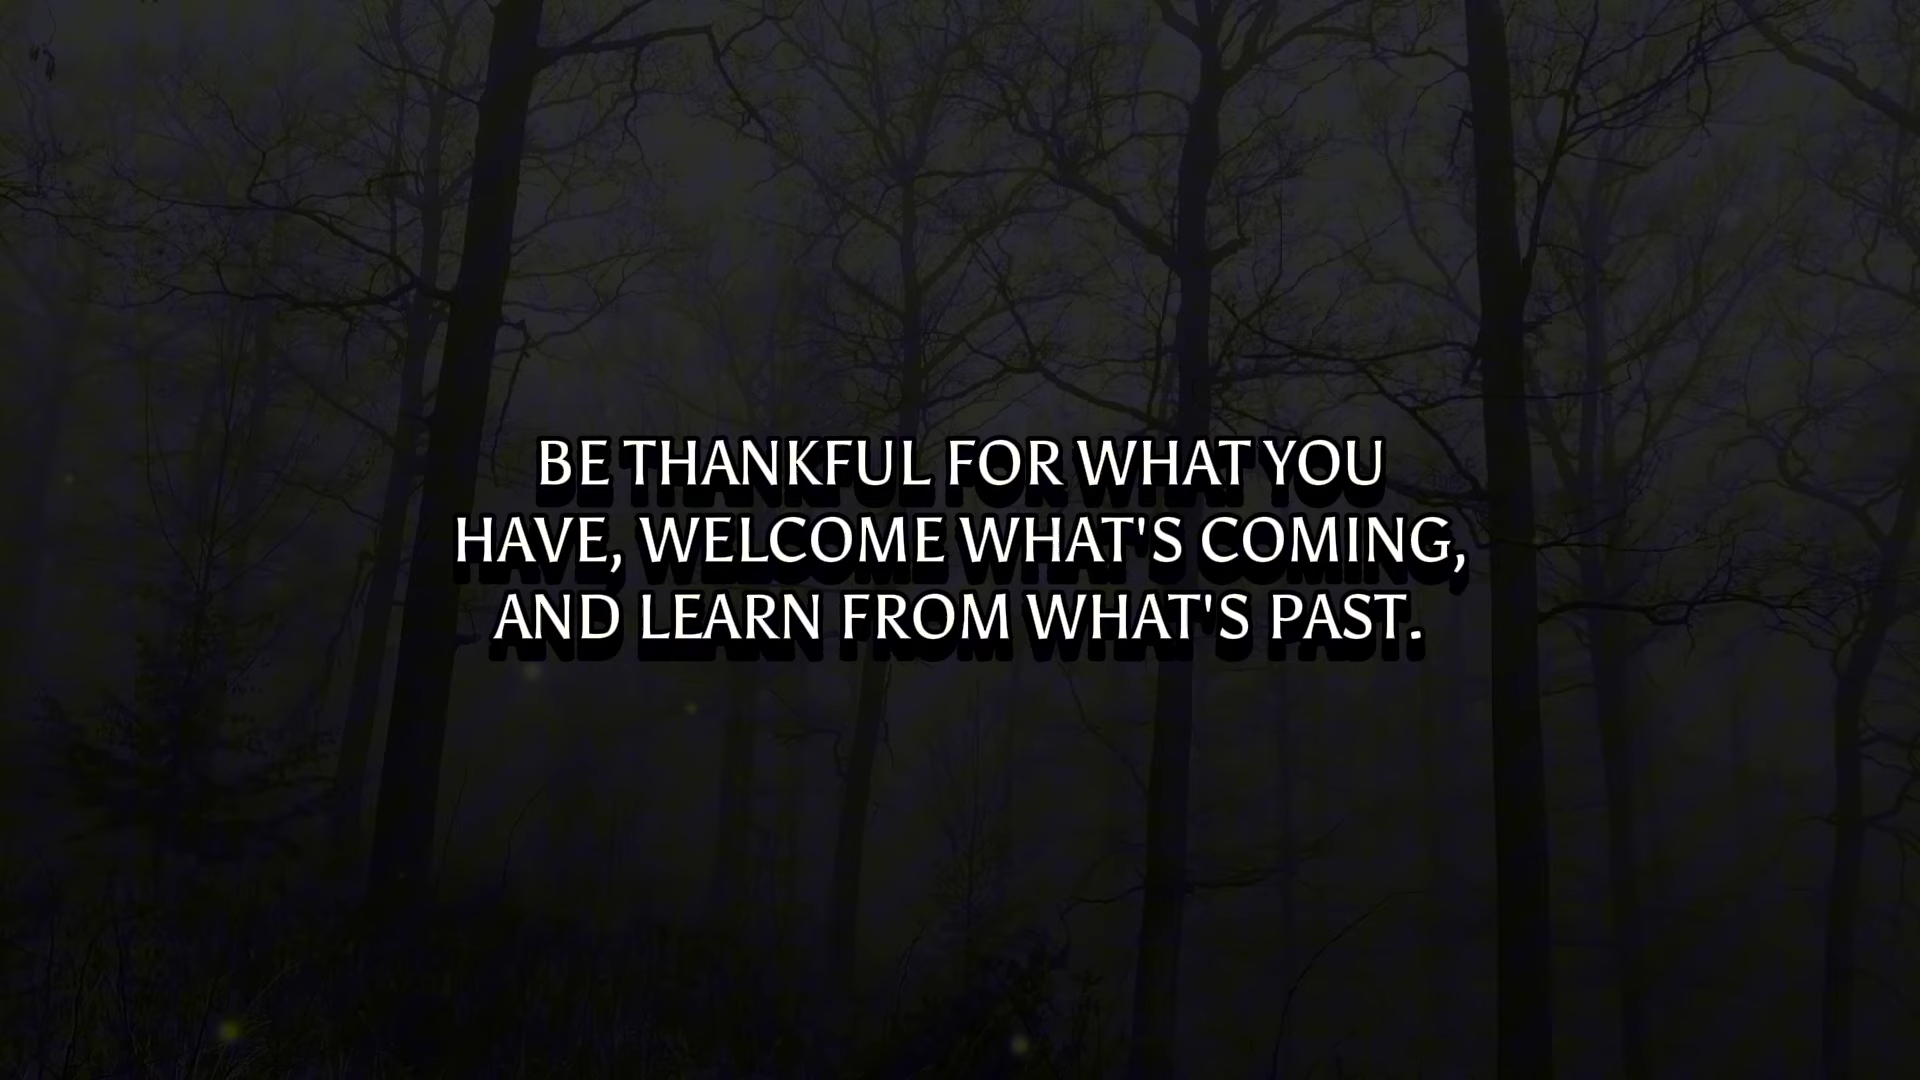 BE THANKFUL FOR WHAT YOU
HAVE, WELCOME WHAT'S COMING,
AND LEARN FROM WHAT'S PAST.